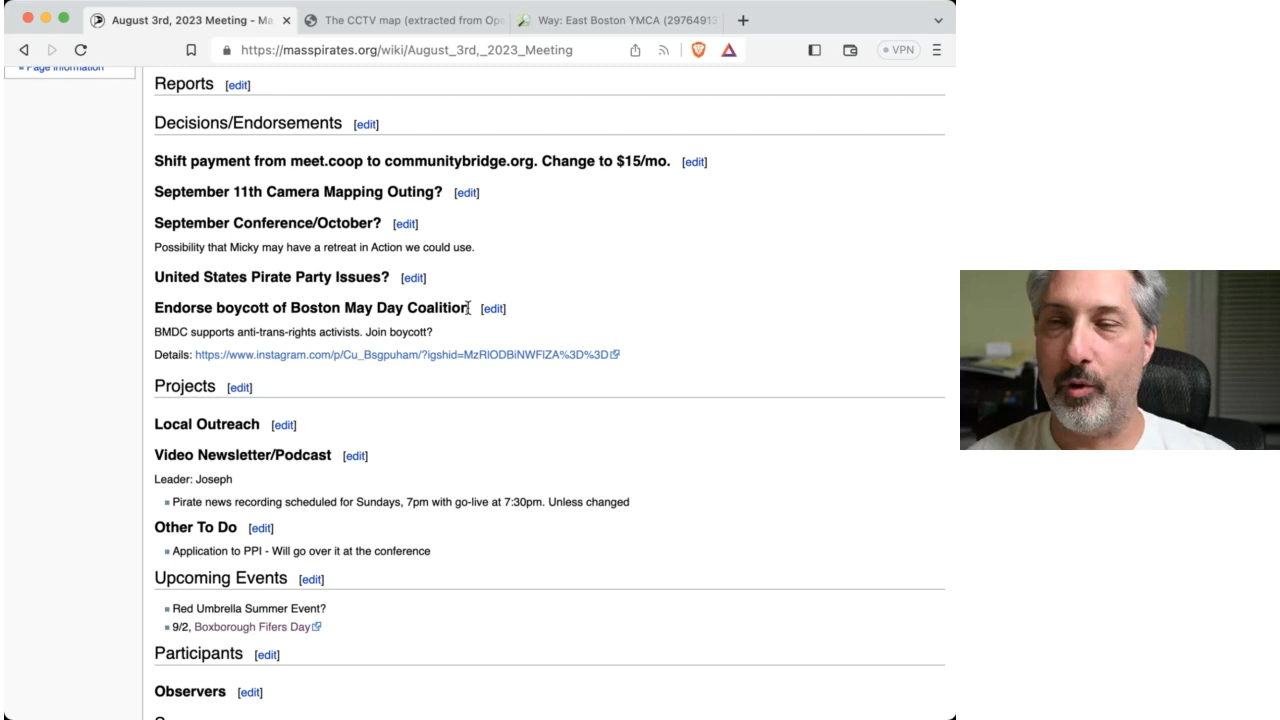 August 3rd, 2023 Meeting - Ma
The CCTV map (extracted from Ope
Way: East Boston YMCA (29764913
https://masspirates.org/wiki/August_3rd,_2023_Meeting
VPN
Page information
Reports [edit]
Decisions/Endorsements [edit]
Shift payment from meet.coop to communitybridge.org. Change to $15/mo. [edit]
September 11th Camera Mapping Outing? [edit]
September Conference/October? [edit]
Possibility that Micky may have a retreat in Action we could use.
United States Pirate Party Issues? [edit]
Endorse boycott of Boston May Day Coalition [edit]
BMDC supports anti-trans-rights activists. Join boycott?
Details: https://www.instagram.com/p/Cu_Bsgpuham/?igshid=MzRlODBiNWFlZA%3D%3D
Projects [edit]
Local Outreach [edit]
Video Newsletter/Podcast [edit]
Leader: Joseph
Pirate news recording scheduled for Sundays, 7pm with go-live at 7:30pm. Unless changed
Other To Do [edit]
Application to PPI - Will go over it at the conference
Upcoming Events [edit]
Red Umbrella Summer Event?
9/2, Boxborough Fifers Day
Participants [edit]
Observers [edit]